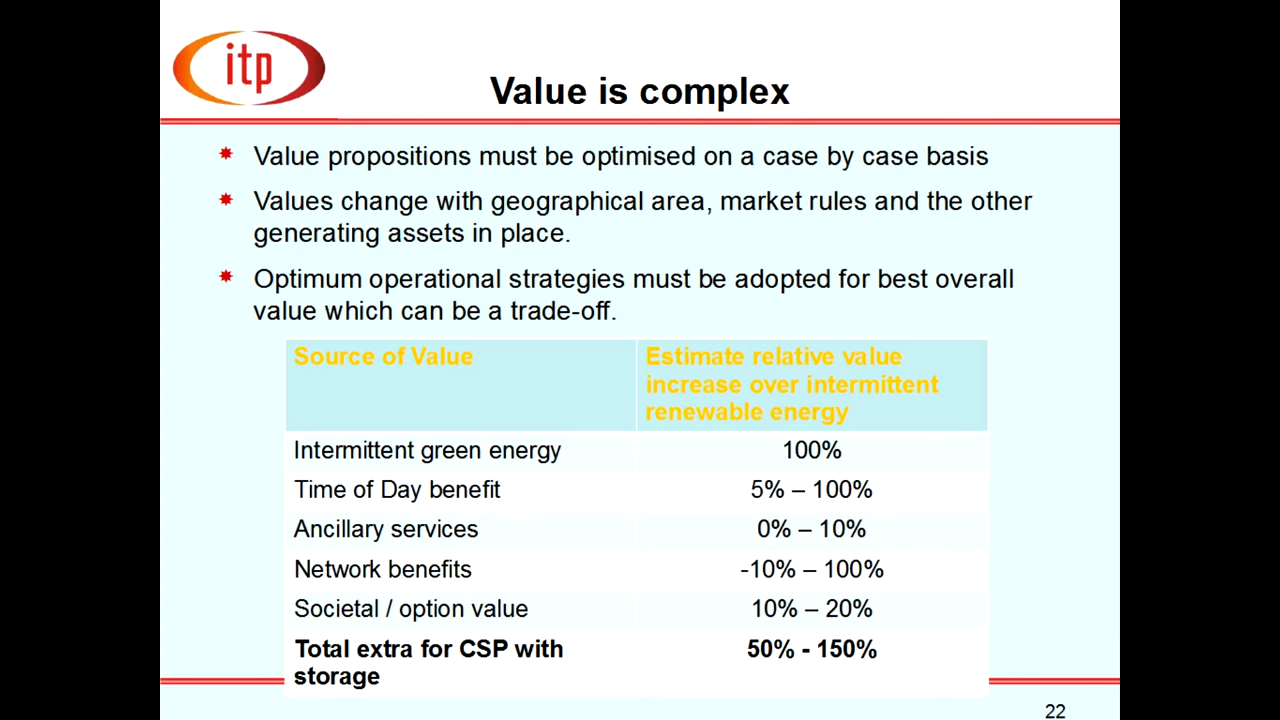 itp
Value is complex
Value propositions must be optimised on a case by case basis
Values change with geographical area, market rules and the other
generating assets in place.
Optimum operational strategies must be adopted for best overall
value which can be a trade-off.
Source of Value
Estimate relative value
increase over intermittent
renewable energy
Intermittent green energy 100%
Time of Day benefit 5% – 100%
Ancillary services 0% – 10%
Network benefits -10% – 100%
Societal / option value 10% – 20%
Total extra for CSP with 50% - 150%
storage
22